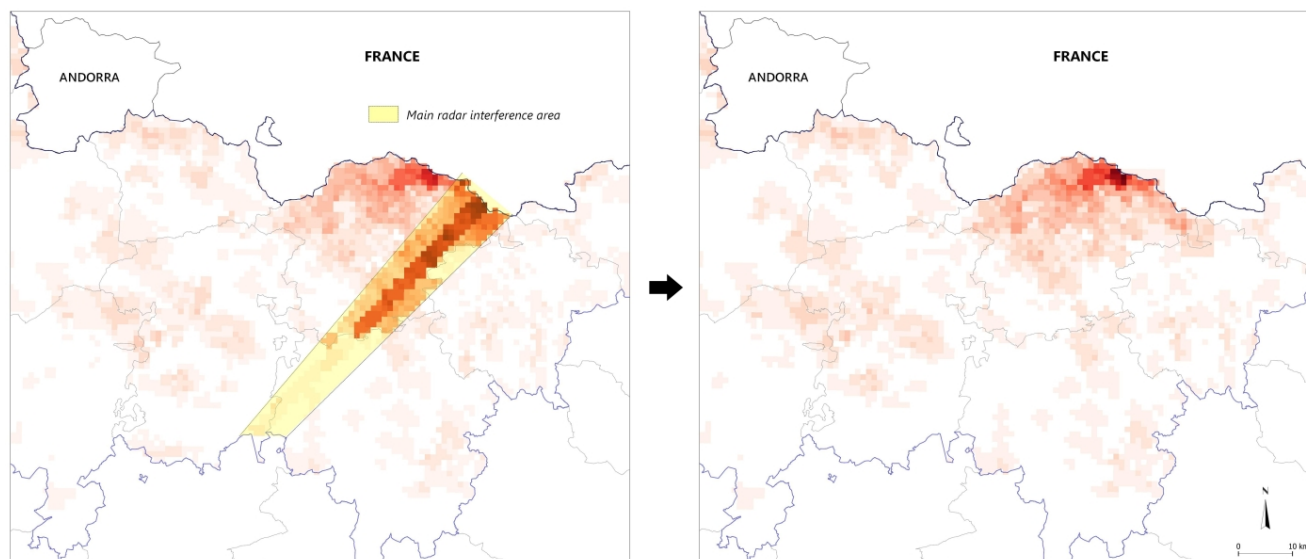 FRANCE
ANDORRA
Main radar interference area
FRANCE
ANDORRA
N
0 10 km